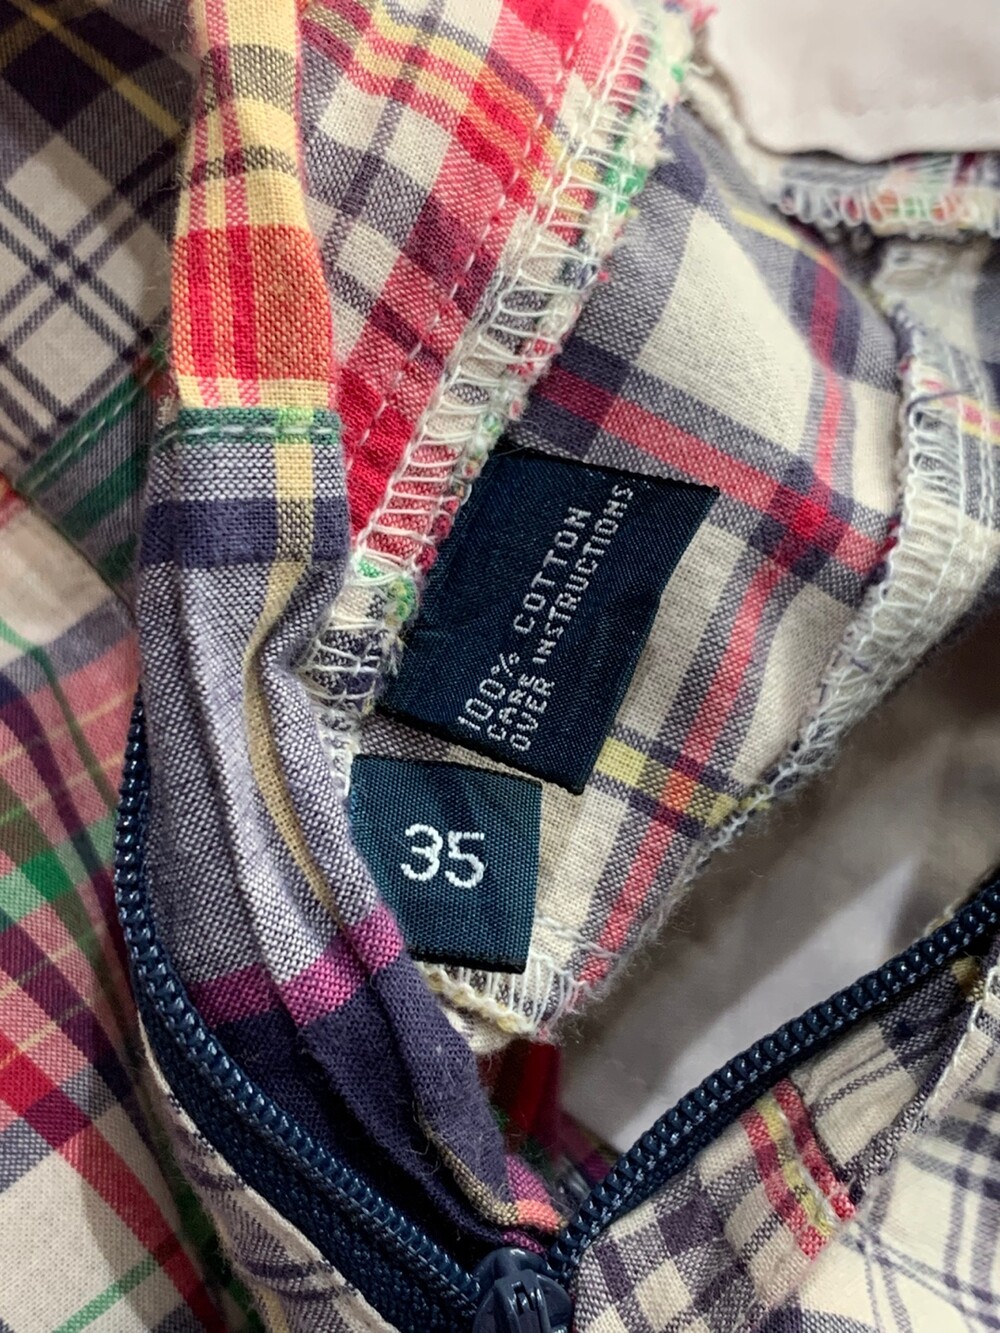 100% COTTON
CARE INSTRUCTIONS
OVER
35